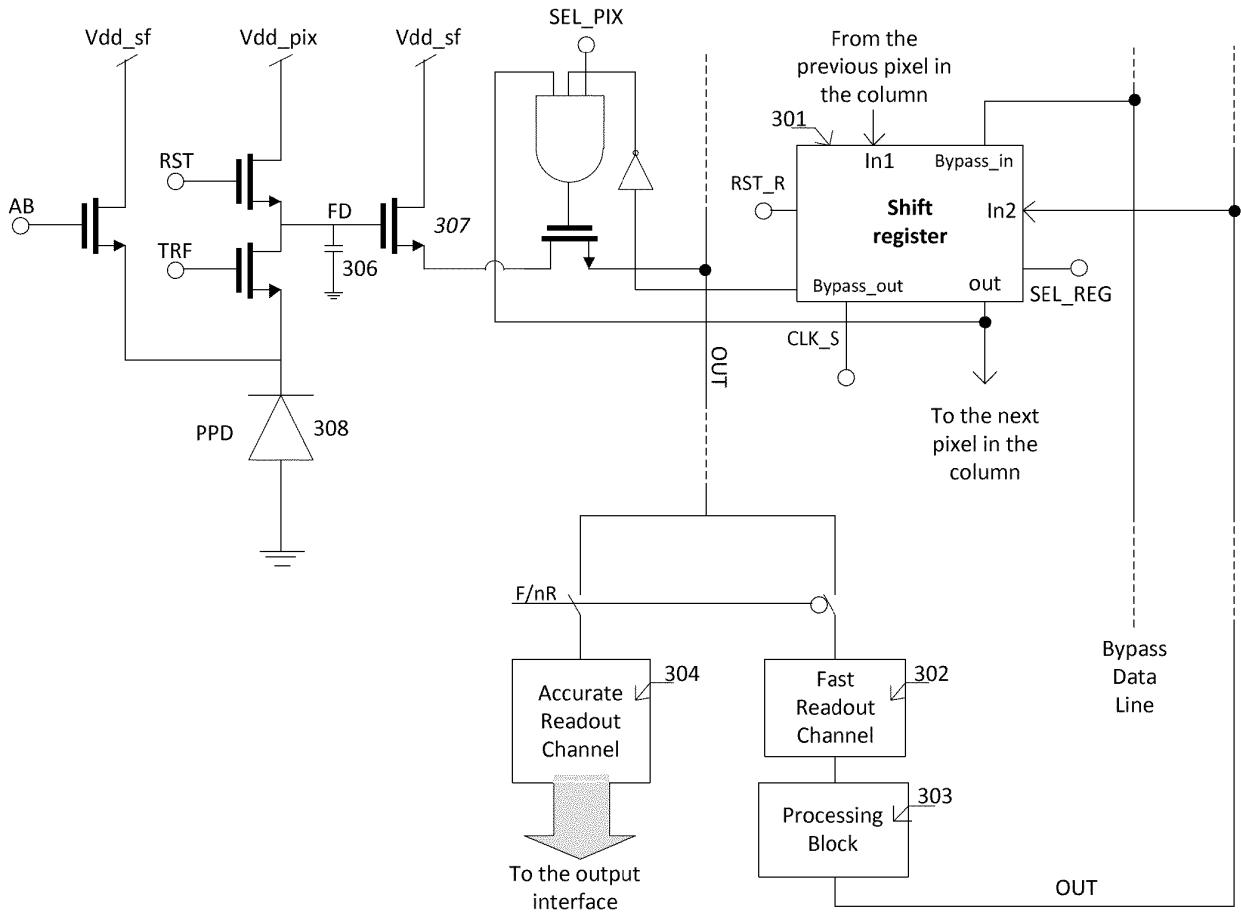 SEL_PIX
Vdd_sf
Vdd_pix
Vdd_sf
From the
previous pixel in
the column
301
In1
Bypass_in
RST
RST_R
AB
FD
307
Shift
register
In2
TRF
306
Bypass_out
out
SEL_REG
CLK_S
OUT
PPD
308
To the next
pixel in the
column
F/nR
Bypass
Data
Line
Accurate
Readout
Channel
304
Fast
Readout
Channel
302
Processing
Block
303
To the output
interface
OUT